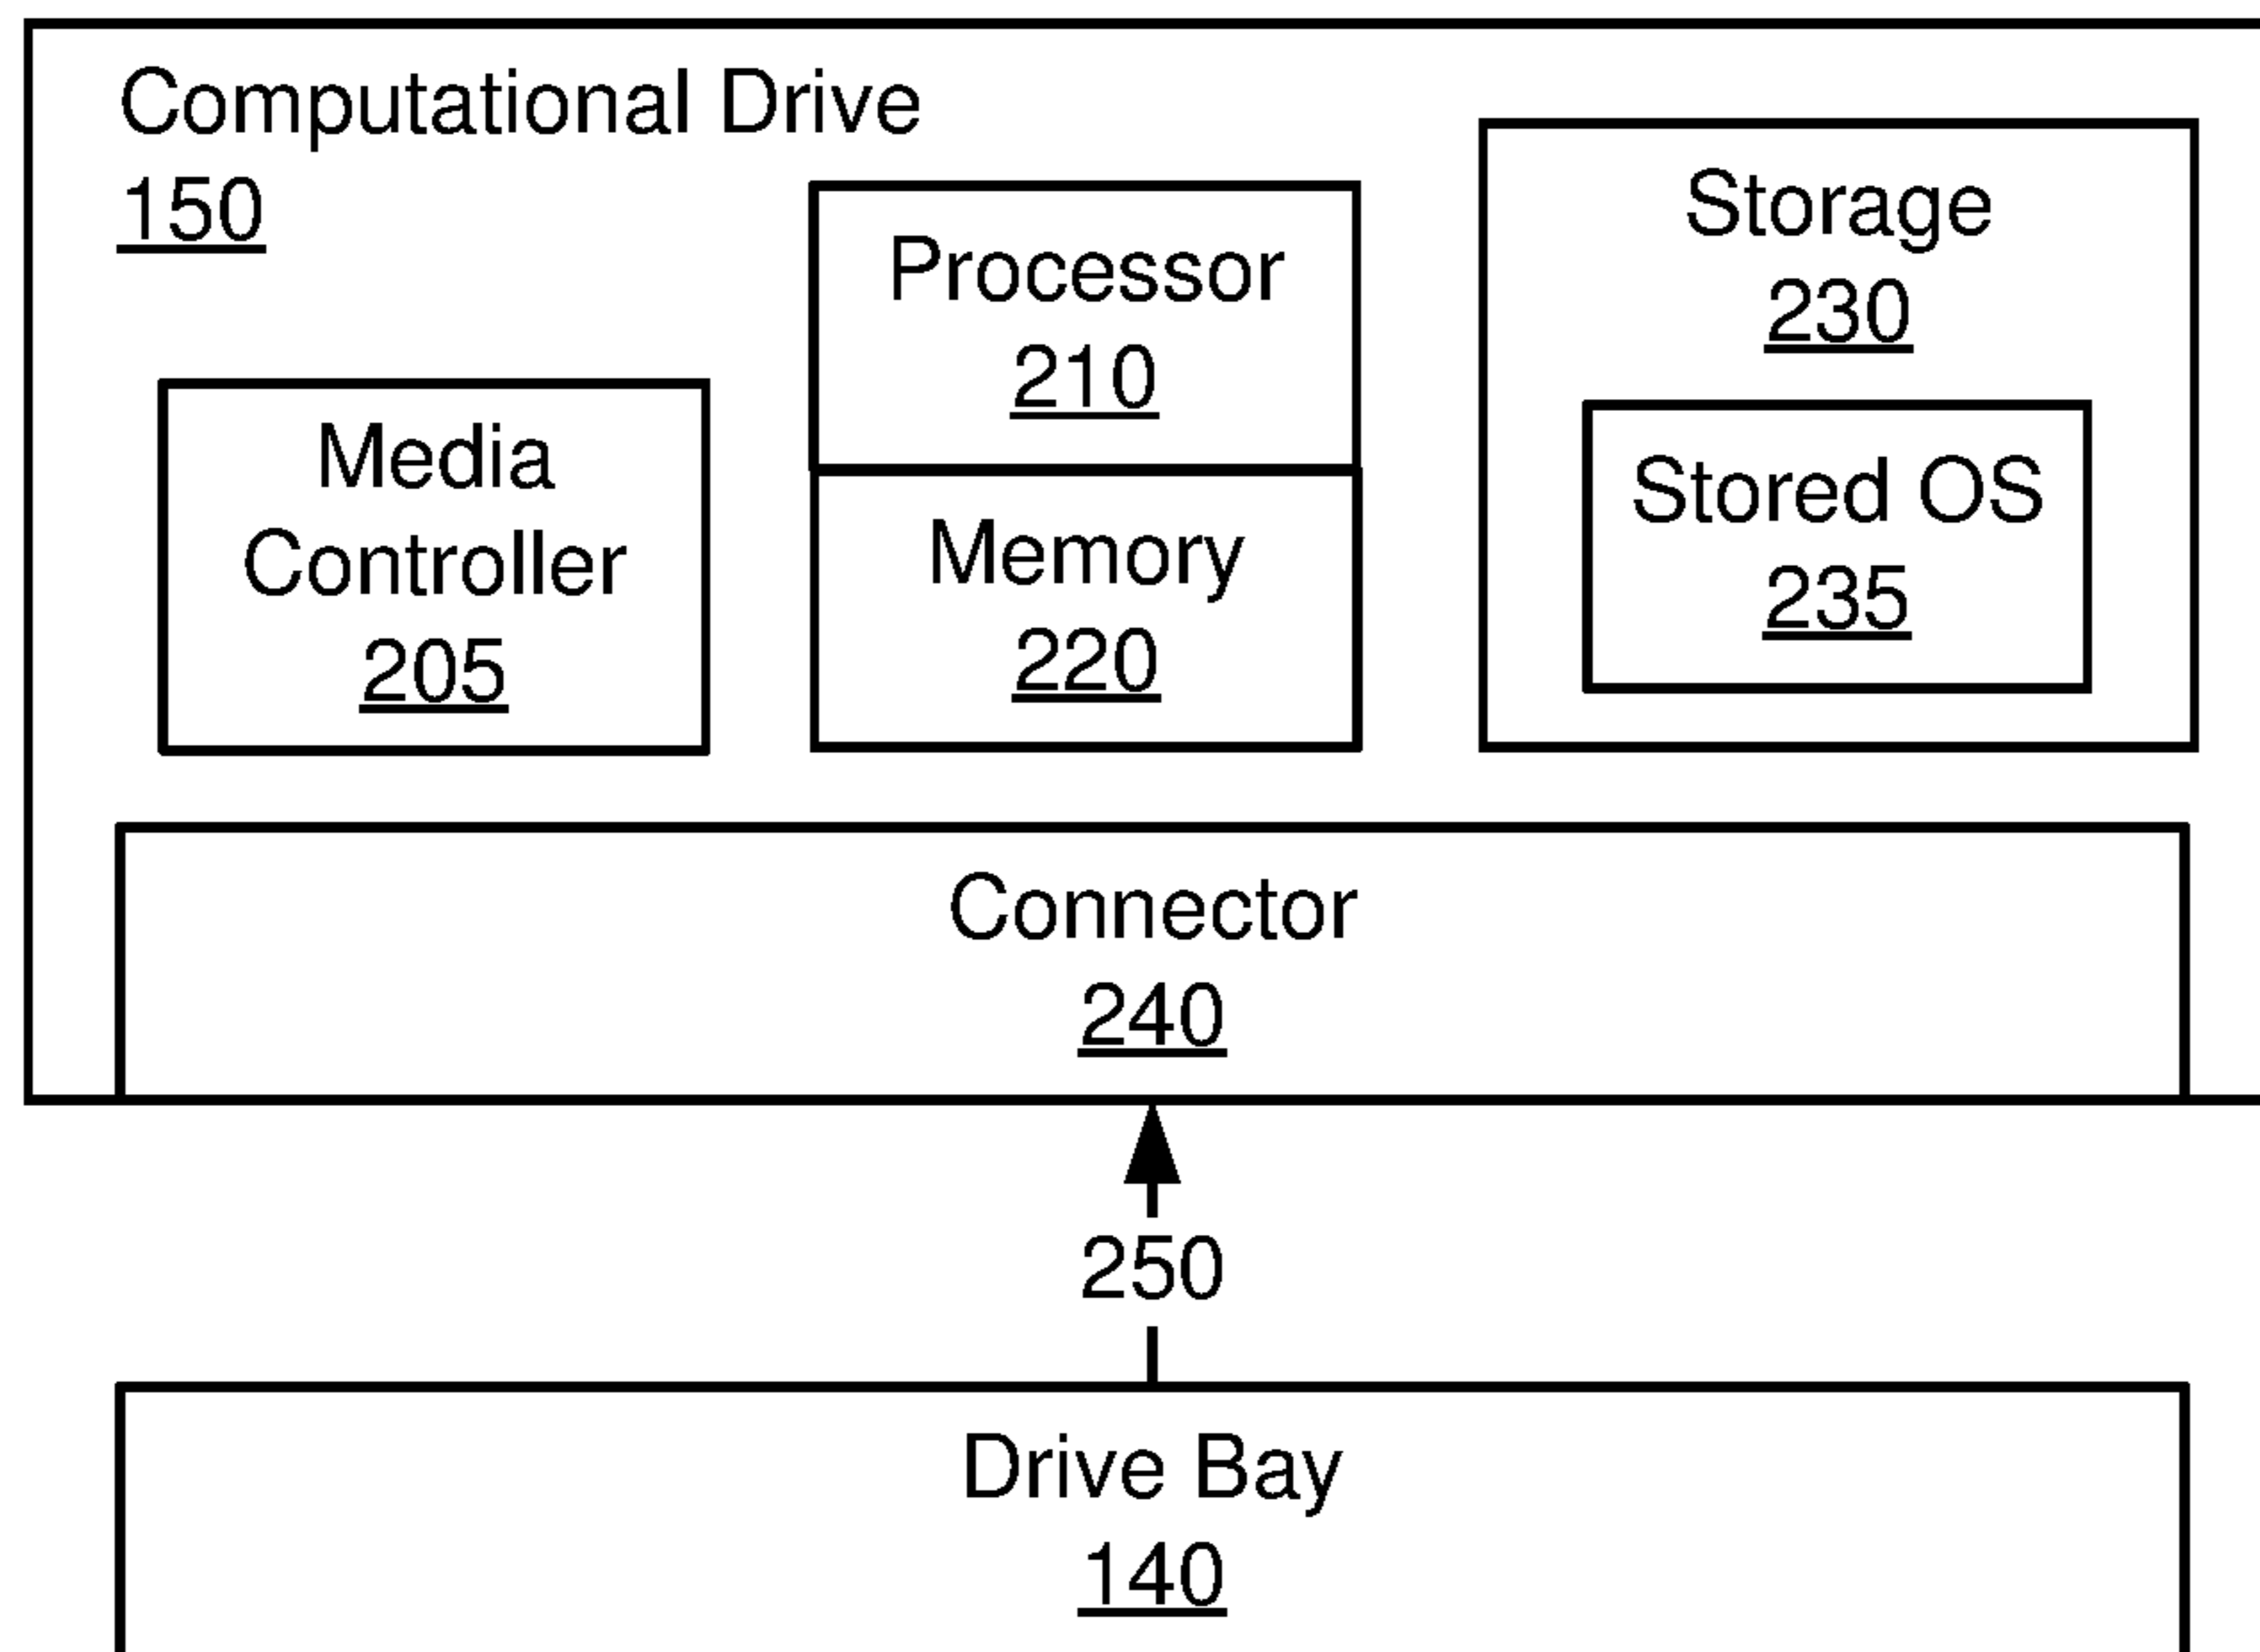 Computational Drive
150
Processor
210
Storage
230
Media
Controller
205
Memory
220
Stored OS
235
Connector
240
250
Drive Bay
140